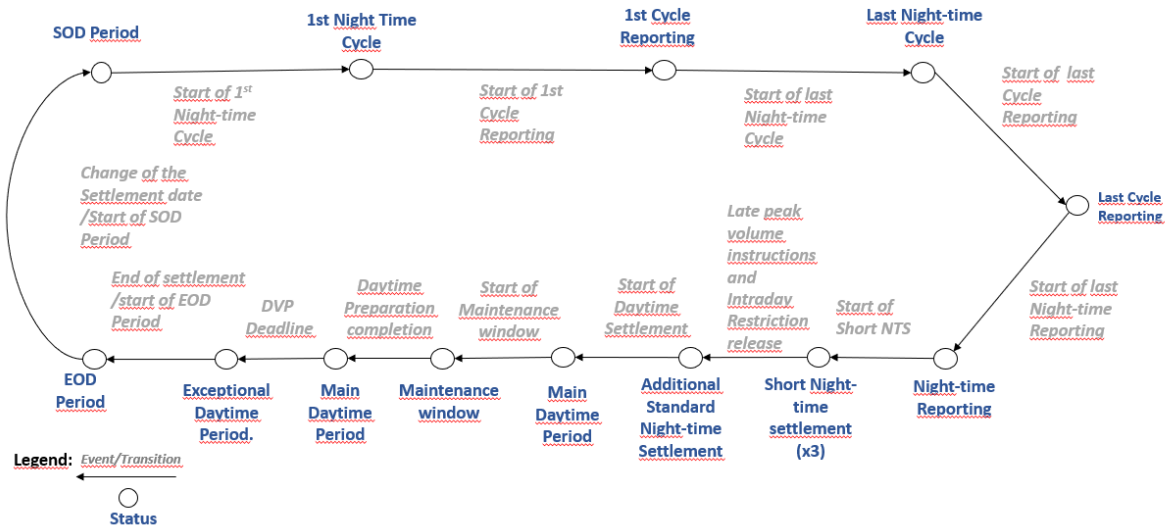 SOD Period
1st Night Time
Cycle
1st Cycle
Reporting
Last Night-time
Cycle
Start of 1st
Night-time
Cycle
Start of 1st
Cycle
Reporting
Start of last
Night-time
Cycle
Start of last
Cycle
Reporting
Change of the
Settlement date
/Start of SOD
Period
Last Cycle
Reporting
End of settlement
/start of EOD
Period
DVP
Deadline
Daytime
Preparation
completion
Start of
Maintenance
window
Start of
Daytime
Settlement
Late peak
volume
instructions
and
Intraday
Restriction
release
Start of
Short NTS
Start of last
Night-time
Reporting
EOD
Period
Exceptional
Daytime
Period.
Main
Daytime
Period
Maintenance
window
Main
Daytime
Period
Additional
Standard
Night-time
Settlement
Short Night-
time
settlement
(x3)
Night-time
Reporting
Legend: Event/Transition
Status